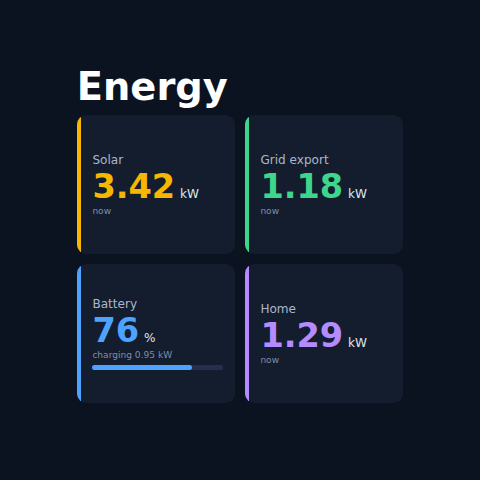 Energy
Solar
3.42 kW
now
Grid export
1.18 kW
now
Battery
76 %
charging 0.95 kW
Home
1.29 kW
now